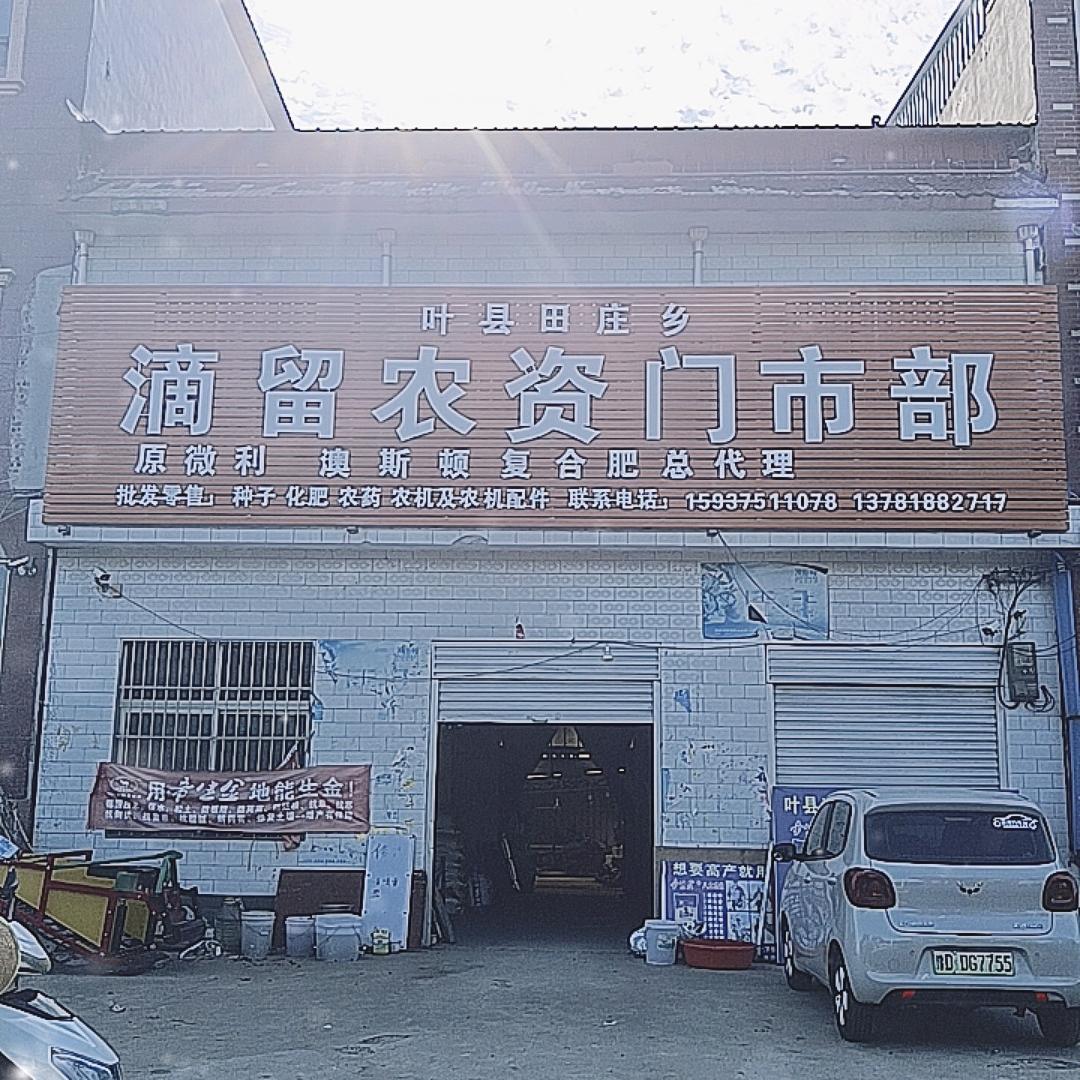 叶县田庄乡
滴留农资门市部
原微利 澳斯顿 复合肥总代理
批发零售： 种子 化肥 农药 农机及农机配件 联系电话： 15937511078 13781882717
地能生金！
叶县
想要高产就用
D DG7755